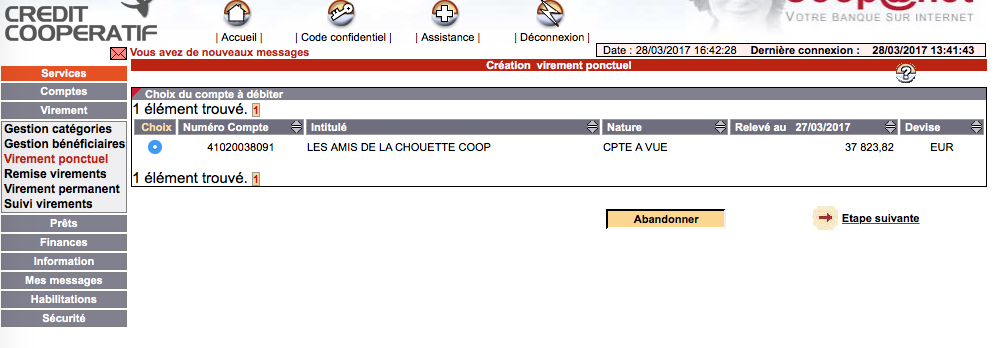 CREDIT
COOPERATIF
| Accueil | | Code confidentiel | | Assistance | | Déconnexion |
VOTRE BANQUE SUR INTERNET
Vous avez de nouveaux messages
Date : 28/03/2017 16:42:28 Dernière connexion : 28/03/2017 13:41:43
Création virement ponctuel
Services
Comptes
Virement
Gestion catégories
Gestion bénéficiaires
Virement ponctuel
Remise virements
Virement permanent
Suivi virements
Prêts
Finances
Information
Mes messages
Habilitations
Sécurité
Choix du compte à débiter
1 élément trouvé. 1
Choix Numéro Compte Intitulé Nature Relevé au 27/03/2017 Devise
41020038091 LES AMIS DE LA CHOUETTE COOP CPTE A VUE 37 823,82 EUR
1 élément trouvé. 1
Abandonner
Etape suivante